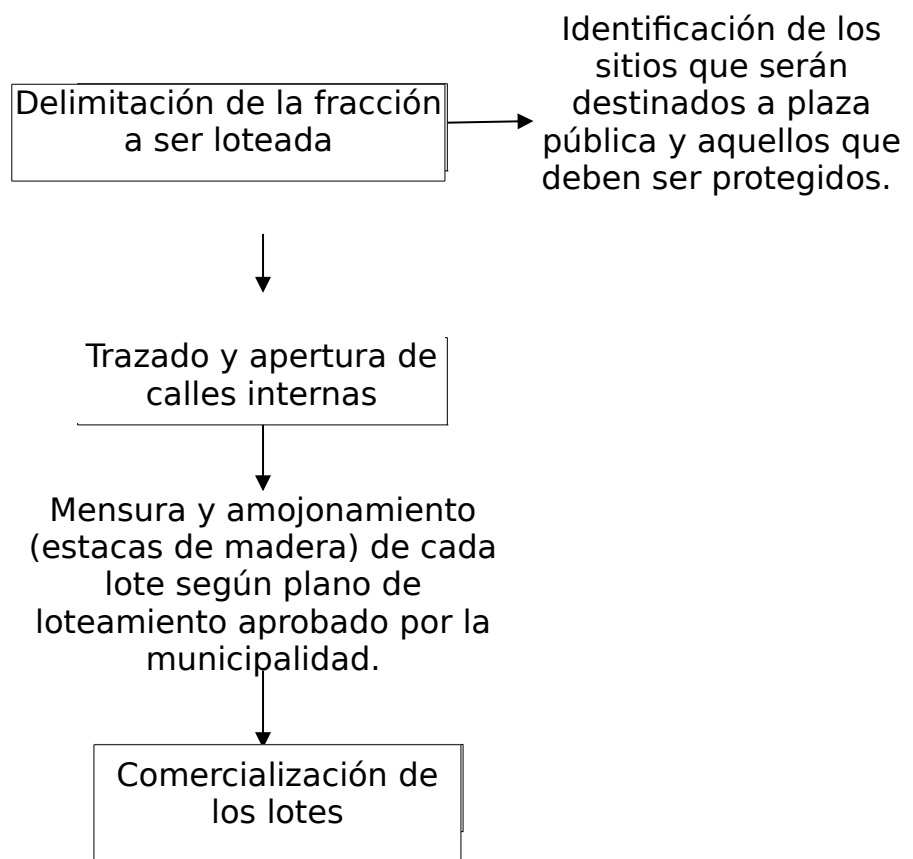 Delimitación de la fracción
a ser loteada
Identificación de los
sitios que serán
destinados a plaza
pública y aquellos que
deben ser protegidos.
Trazado y apertura de
calles internas
Mensura y amojonamiento
(estacas de madera) de cada
lote según plano de
loteamiento aprobado por la
municipalidad.
Comercialización de
los lotes